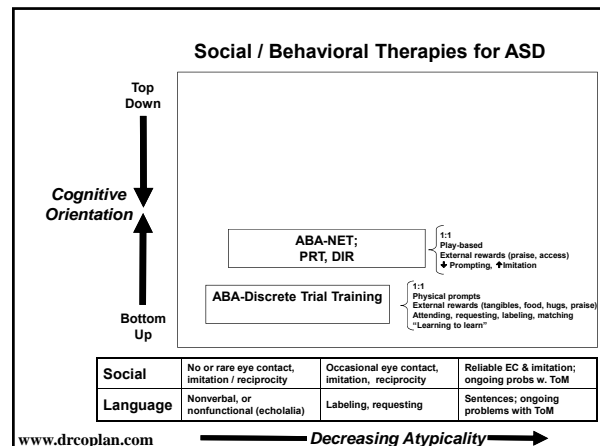 Social / Behavioral Therapies for ASD
Top
Down
Cognitive
Orientation
Bottom
Up
ABA-NET;
PRT, DIR
1:1
Play-based
External rewards (praise, access)
↓ Prompting, ↑Imitation
ABA-Discrete Trial Training
1:1
Physical prompts
External rewards (tangibles, food, hugs, praise)
Attending, requesting, labeling, matching
“Learning to learn”
Social
No or rare eye contact,
imitation / reciprocity
Occasional eye contact,
imitation, reciprocity
Reliable EC & imitation;
ongoing probs w. ToM
Language
Nonverbal, or
nonfunctional (echolalia)
Labeling, requesting
Sentences; ongoing
problems with ToM
www.drcoplan.com
Decreasing Atypicality